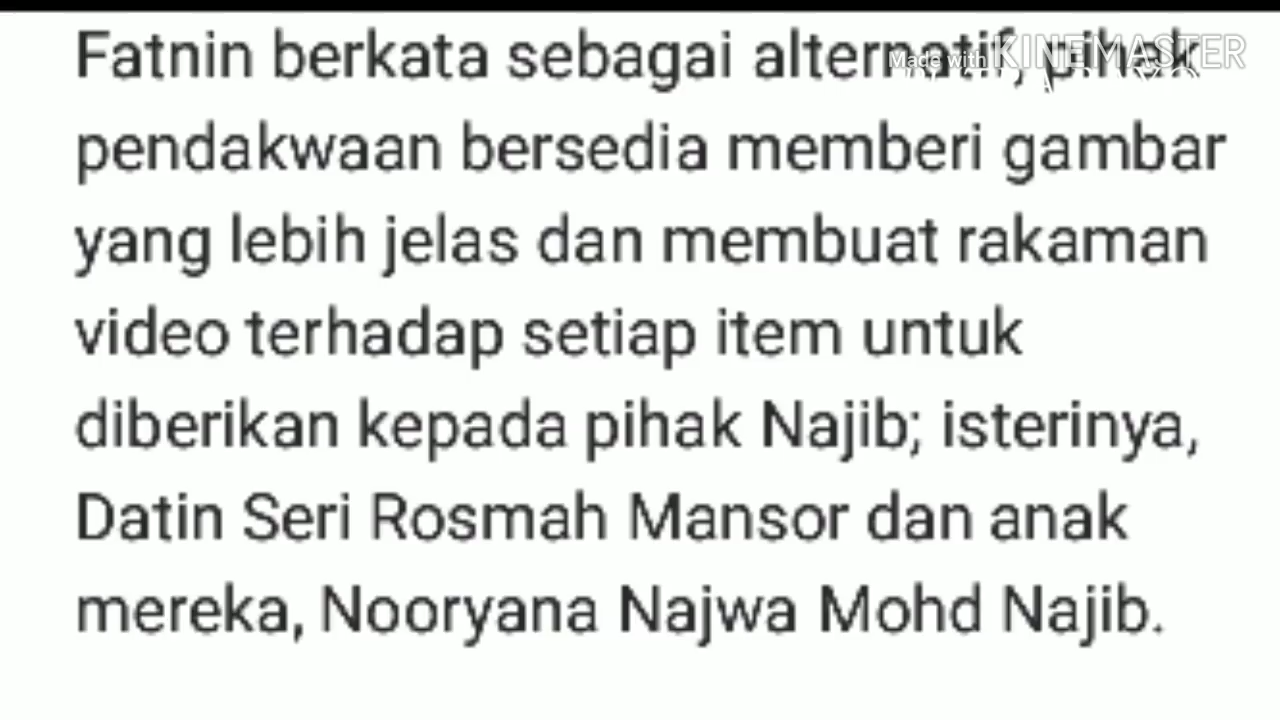 Made with KINEMASTER
Fatnin berkata sebagai alternatif, pihak
pendakwaan bersedia memberi gambar
yang lebih jelas dan membuat rakaman
video terhadap setiap item untuk
diberikan kepada pihak Najib; isterinya,
Datin Seri Rosmah Mansor dan anak
mereka, Nooryana Najwa Mohd Najib.